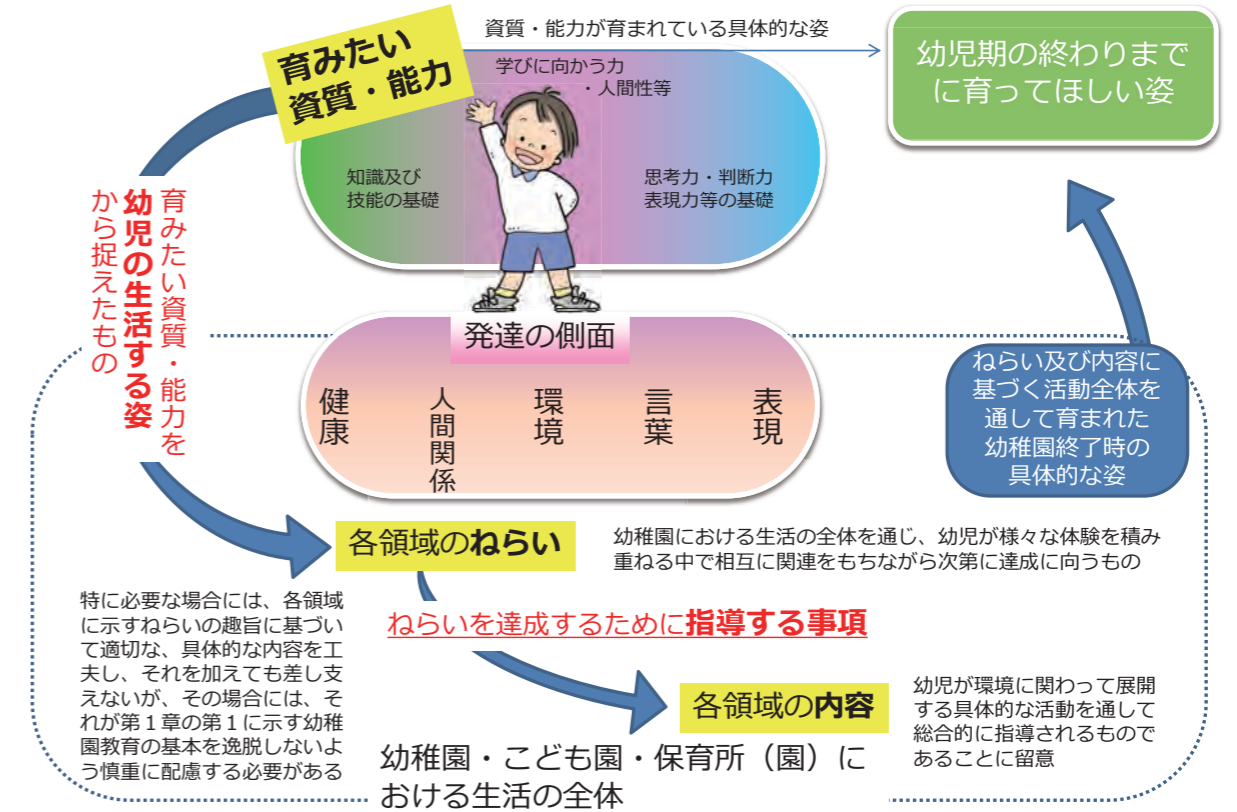 育みたい
資質・能力
資質・能力が育まれている具体的な姿
幼児期の終わりまで
に育ってほしい姿
学びに向かう力
・人間性等
知識及び
技能の基礎
思考力・判断力
表現力等の基礎
育みたい資質・能力を
幼児の生活する姿
から捉えたもの
発達の側面
健康
人間関係
環境
言葉
表現
ねらい及び内容に
基づく活動全体を
通して育まれた
幼稚園終了時の
具体的な姿
各領域のねらい
幼稚園における生活の全体を通じ、幼児が様々な体験を積み
重ねる中で相互に関連をもちながら次第に達成に向うもの
特に必要な場合には、各領域
に示すねらいの趣旨に基づい
て適切な、具体的な内容を工
夫し、それを加えても差し支
えないが、その場合には、そ
れが第1章の第1に示す幼稚
園教育の基本を逸脱しないよ
う慎重に配慮する必要がある
ねらいを達成するために指導する事項
各領域の内容
幼児が環境に関わって展開
する具体的な活動を通して
総合的に指導されるもので
あることに留意
幼稚園・こども園・保育所（園）に
おける生活の全体